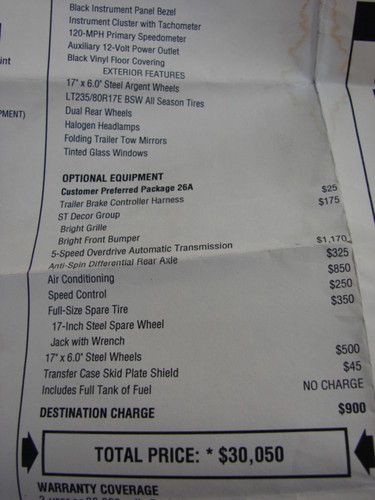 Black Instrument Panel Bezel
Instrument Cluster with Tachometer
120-MPH Primary Speedometer
Auxiliary 12-Volt Power Outlet
Black Vinyl Floor Covering
EXTERIOR FEATURES
17" x 6.0" Steel Argent Wheels
LT235/80R17E BSW All Season Tires
Dual Rear Wheels
Halogen Headlamps
Folding Trailer Tow Mirrors
Tinted Glass Windows
OPTIONAL EQUIPMENT
Customer Preferred Package 26A
Trailer Brake Controller Harness $25
ST Decor Group $175
Bright Grille
Bright Front Bumper
5-Speed Overdrive Automatic Transmission $1,170
Anti-Spin Differential Rear Axle $325
Air Conditioning $850
Speed Control $250
Full-Size Spare Tire $350
17-Inch Steel Spare Wheel
Jack with Wrench
17" x 6.0" Steel Wheels $500
Transfer Case Skid Plate Shield $45
Includes Full Tank of Fuel NO CHARGE
DESTINATION CHARGE $900
TOTAL PRICE: * $30,050
WARRANTY COVERAGE